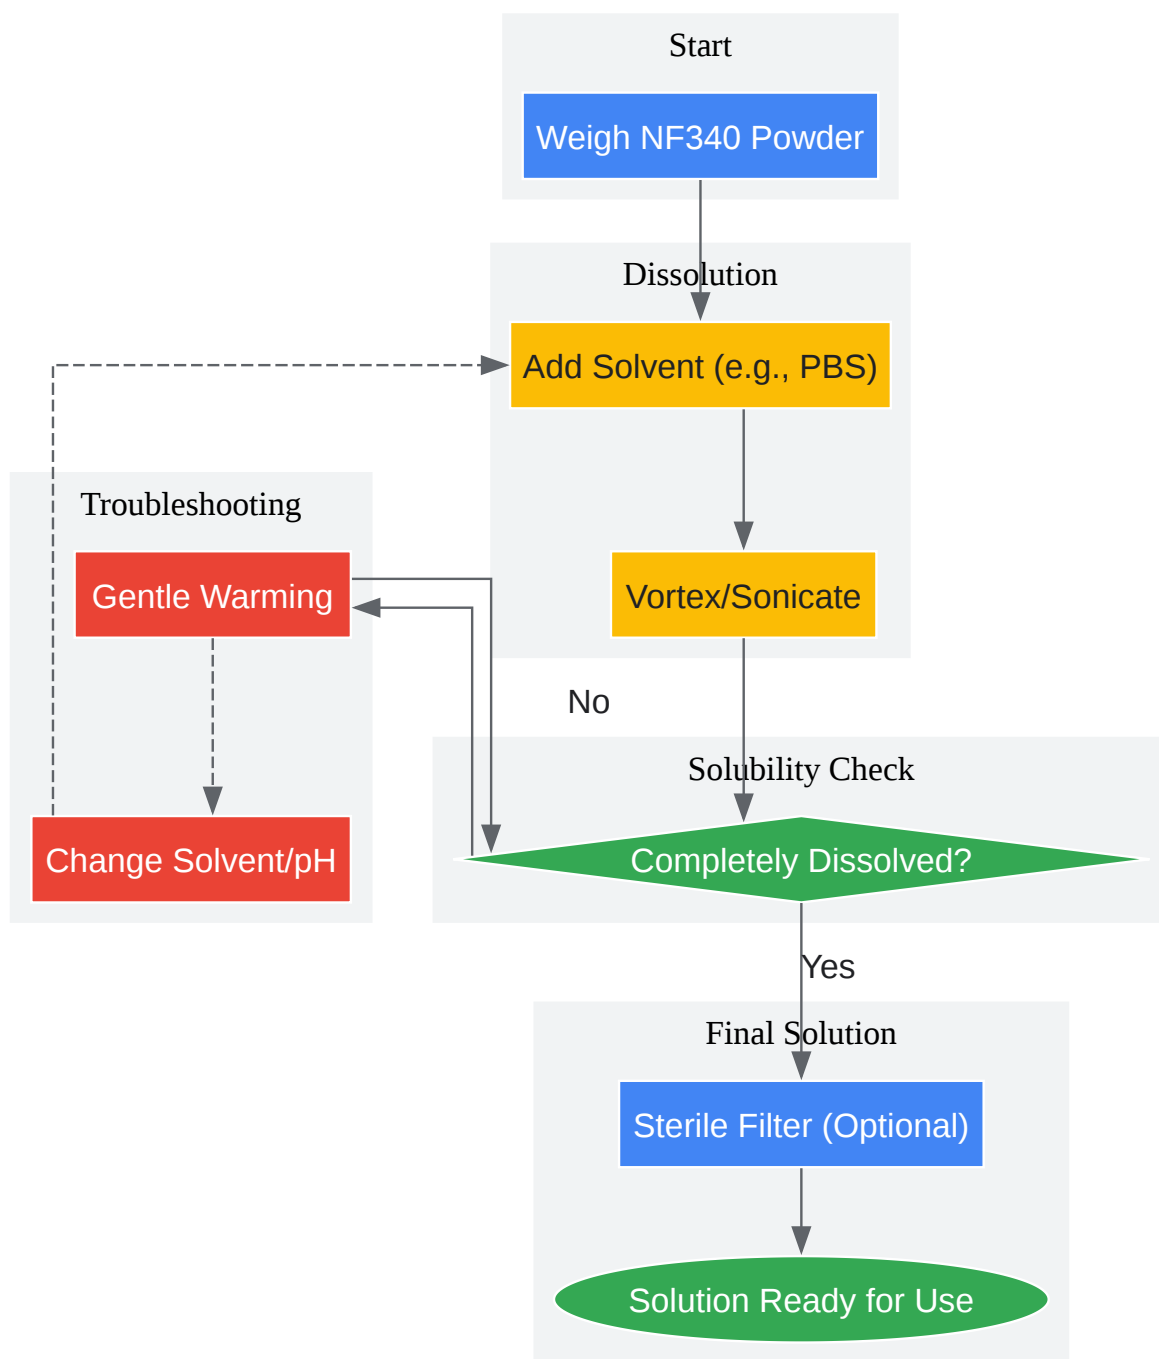 Start
Weigh NF340 Powder
Dissolution
Add Solvent (e.g., PBS)
Troubleshooting
Gentle Warming
Vortex/Sonicate
No
Solubility Check
Change Solvent/pH
Completely Dissolved?
Yes
Final Solution
Sterile Filter (Optional)
Solution Ready for Use